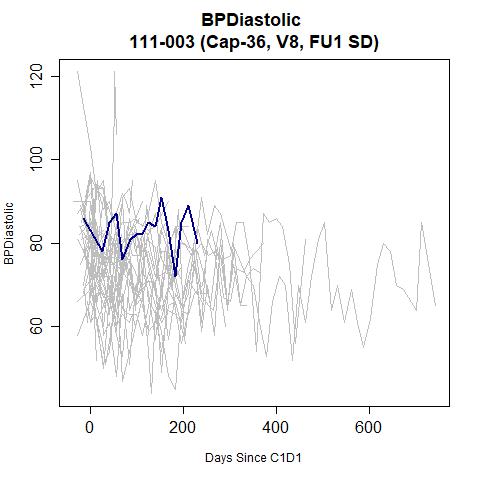 BPDiastolic
111-003 (Cap-36, V8, FU1 SD)
120
100
80
60
BPDiastolic
0
200
400
600
Days Since C1D1